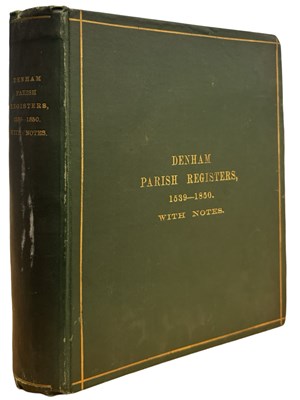 DENHAM
PARISH
REGISTERS,
1539–1850.
WITH NOTES.
DENHAM
PARISH REGISTERS,
1539–1850.
WITH NOTES.